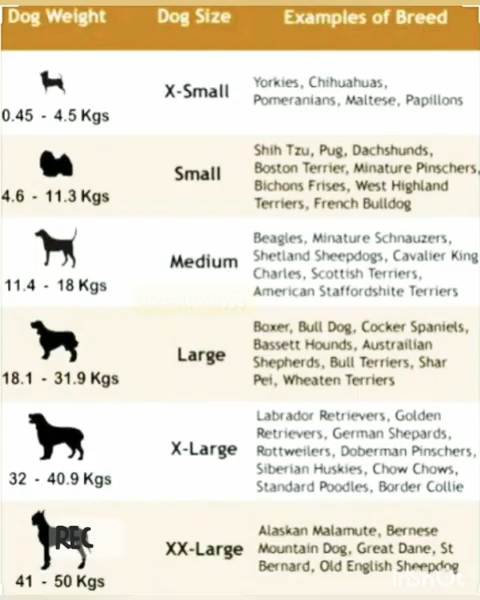 Dog Weight Dog Size Examples of Breed
0.45 - 4.5 Kgs
X-Small
Yorkies, Chihuahuas,
Pomeranians, Maltese, Papillons
4.6 - 11.3 Kgs
Small
Shih Tzu, Pug, Dachshunds,
Boston Terrier, Minature Pinschers,
Bichons Frises, West Highland
Terriers, French Bulldog
11.4 - 18 Kgs
Medium
Beagles, Minature Schnauzers,
Shetland Sheepdogs, Cavalier King
Charles, Scottish Terriers,
American Staffordshite Terriers
18.1 - 31.9 Kgs
Large
Boxer, Bull Dog, Cocker Spaniels,
Bassett Hounds, Austrailian
Shepherds, Bull Terriers, Shar
Pei, Wheaten Terriers
32 - 40.9 Kgs
X-Large
Labrador Retrievers, Golden
Retrievers, German Shepards,
Rottweilers, Doberman Pinschers,
Siberian Huskies, Chow Chows,
Standard Poodles, Border Collie
REC
41 - 50 Kgs
XX-Large
Alaskan Malamute, Bernese
Mountain Dog, Great Dane, St
Bernard, Old English Sheepdog
InShOt